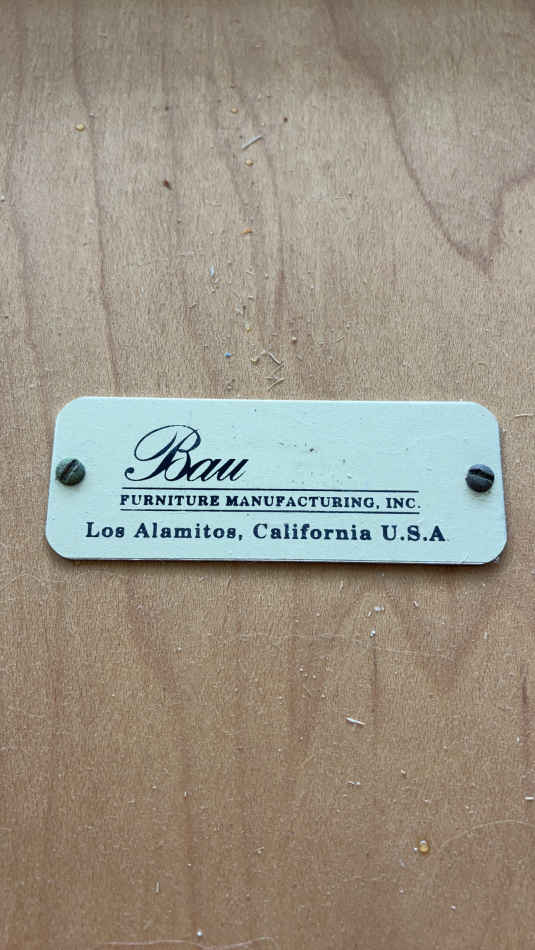 Bau
FURNITURE MANUFACTURING, INC.
Los Alamitos, California U.S.A.